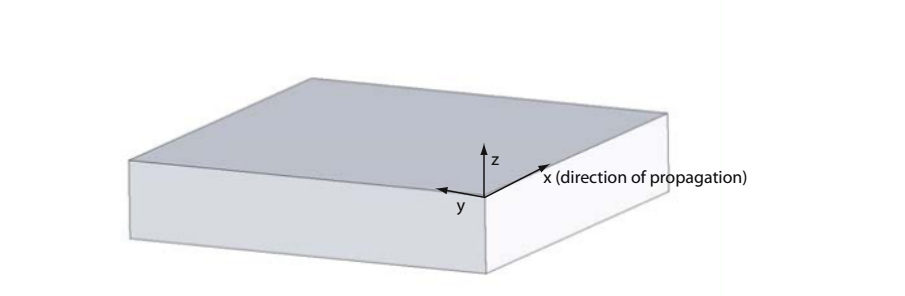 z
x (direction of propagation)
y